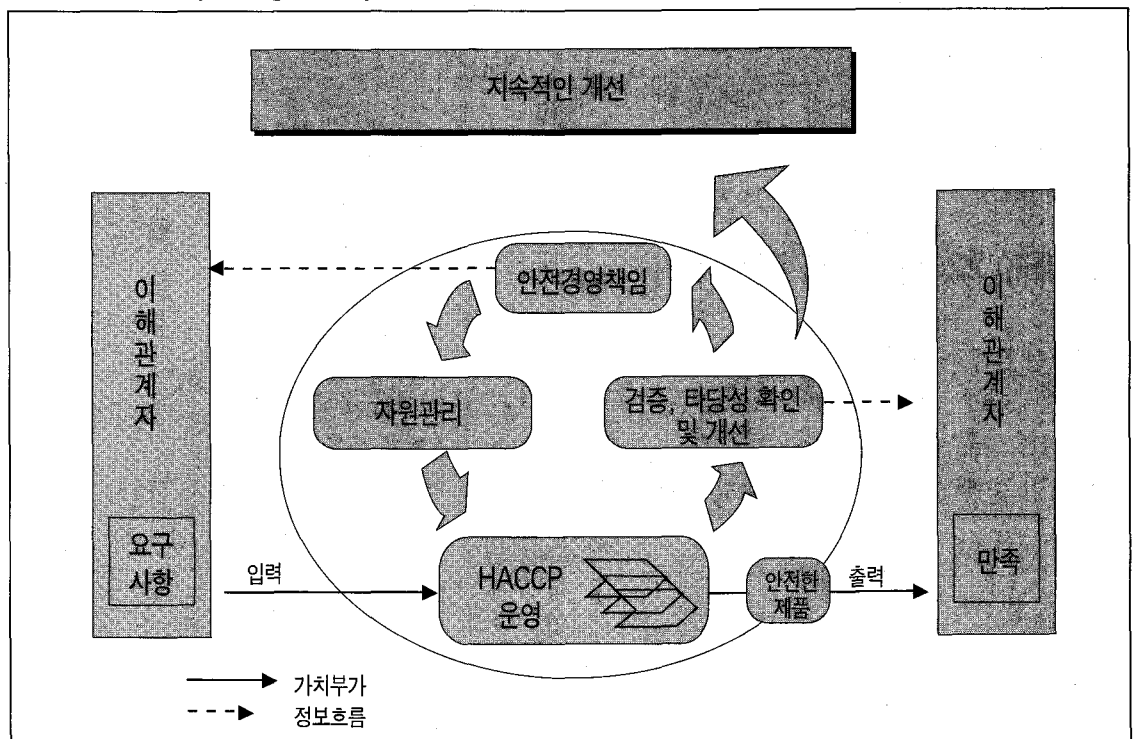 지속적인 개선
이해관계자
안전경영책임
이해관계자
자원관리
검증, 타당성 확인
및 개선
요구
사항
입력
HACCP
운영
안전한
제품
출력
만족
가치부가
정보흐름